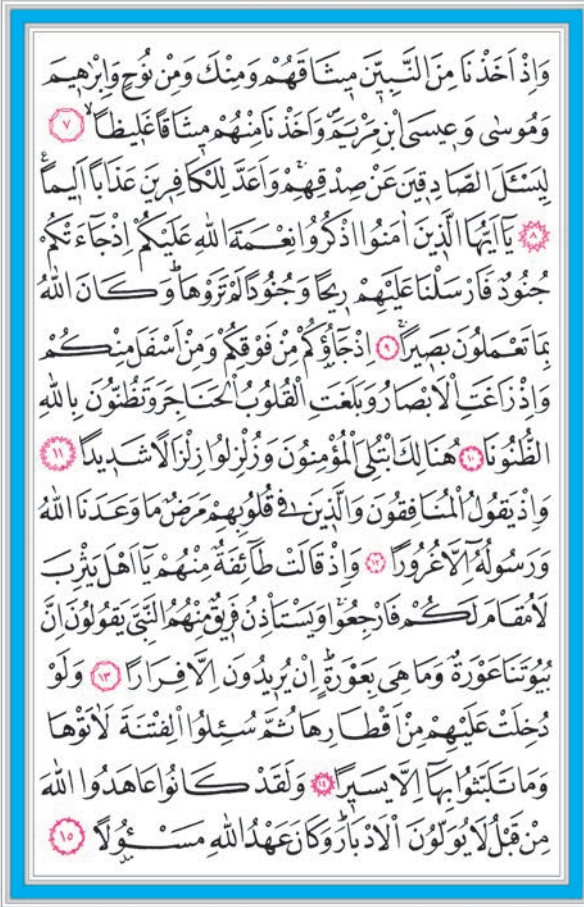 وَاِذْ اَخَذْنَا مِنَ النَّبِيّٖنَ مٖيثَاقَهُمْ وَمِنْكَ وَمِنْ نُوحٍ وَاِبْرٰهٖيمَ
وَمُوسٰى وَعٖيسَى ابْنِ مَرْيَمَۖ وَاَخَذْنَا مِنْهُمْ مٖيثَاقًا غَلٖيظًاۙ ٧
لِيَسْـَٔلَ الصَّادِقٖينَ عَنْ صِدْقِهِمْۚ وَاَعَدَّ لِلْكَافِرٖينَ عَذَابًا اَلٖيمًاࣖ
٨ يَٓا اَيُّهَا الَّذٖينَ اٰمَنُوا اذْكُرُوا نِعْمَةَ اللّٰهِ عَلَيْكُمْ اِذْ جَٓاءَتْكُمْ
جُنُودٌ فَاَرْسَلْنَا عَلَيْهِمْ رٖيحًا وَجُنُودًا لَمْ تَرَوْهَاۜ وَكَانَ اللّٰهُ
بِمَا تَعْمَلُونَ بَصٖيرًاۚ ٩ اِذْ جَٓاؤُ۫كُمْ مِنْ فَوْقِكُمْ وَمِنْ اَسْفَلَ مِنْكُمْ
وَاِذْ زَاغَتِ الْاَبْصَارُ وَبَلَغَتِ الْقُلُوبُ الْحَنَاجِرَ وَتَظُنُّونَ بِاللّٰهِ
الظُّنُونَا ١٠ هُنَالِكَ ابْتُلِيَ الْمُؤْمِنُونَ وَزُلْزِلُوا زِلْزَالًا شَدٖيدًا ١١
وَاِذْ يَقُولُ الْمُنَافِقُونَ وَالَّذٖينَ فٖي قُلُوبِهِمْ مَرَضٌ مَا وَعَدَنَا اللّٰهُ
وَرَسُولُهُٓ اِلَّا غُرُورًا ١٢ وَاِذْ قَالَتْ طَٓائِفَةٌ مِنْهُمْ يَٓا اَهْلَ يَثْرِبَ
لَا مُقَامَ لَكُمْ فَارْجِعُواۚ وَيَسْتَأْذِنُ فَرٖيقٌ مِنْهُمُ النَّبِيَّ يَقُولُونَ اِنَّ
بُيُوتَنَا عَوْرَةٌ وَمَا هِيَ بِعَوْرَةٍۚ اِنْ يُرٖيدُونَ اِلَّا فِرَارًا ١٣ وَلَوْ
دُخِلَتْ عَلَيْهِمْ مِنْ اَقْطَارِهَا ثُمَّ سُئِلُوا الْفِتْنَةَ لَاٰتَوْهَا
وَمَا تَلَبَّثُوا بِهَٓا اِلَّا يَسٖيرًا ١٤ وَلَقَدْ كَانُوا عَاهَدُوا اللّٰهَ
مِنْ قَبْلُ لَا يُوَلُّونَ الْاَدْبَارَۜ وَكَانَ عَهْدُ اللّٰهِ مَسْؤُ۫لًا ١٥